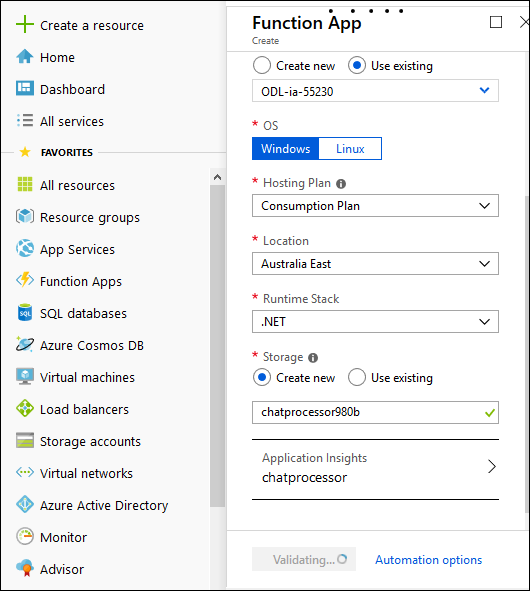 Create a resource
Home
Dashboard
All services
FAVORITES
All resources
Resource groups
App Services
Function Apps
SQL databases
Azure Cosmos DB
Virtual machines
Load balancers
Storage accounts
Virtual networks
Azure Active Directory
Monitor
Advisor
Function App
Create
Create new Use existing
ODL-ia-55230
* OS
Windows Linux
* Hosting Plan
Consumption Plan
* Location
Australia East
* Runtime Stack
.NET
* Storage
Create new Use existing
chatprocessor980b
Application Insights
chatprocessor
Validating... Automation options